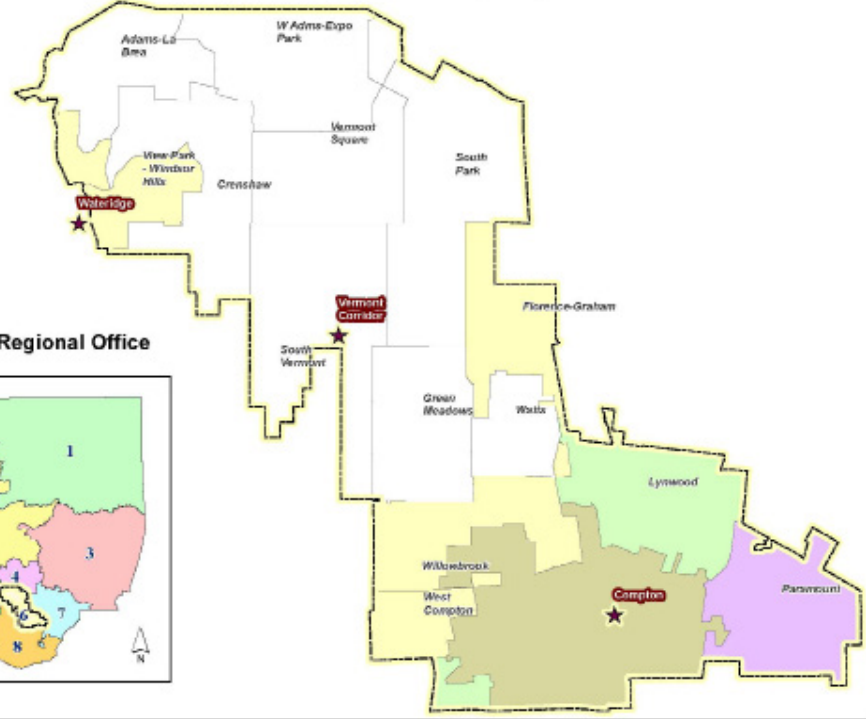 W Adms-Expo
Park
Adams-La
Brea
Vermont
Square
View Park
- Windsor
Hills
South
Park
Crenshaw
Wateridge
Vermont
Corridor
Florence-Graham
Regional Office
South
Vermont
Green
Meadows
Watts
1
Lynwood
3
4
Willowbrook
West
Compton
Compton
Paramount
6
7
8
N